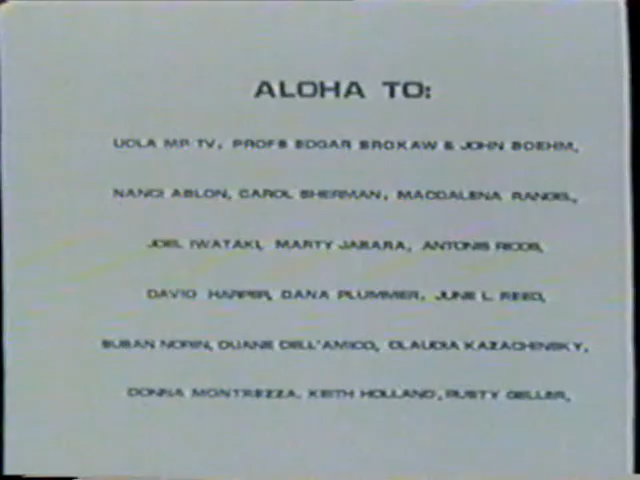 ALOHA TO:
UCLA MP-TV, PROFS EDGAR BROKAW & JOHN BOEHM,
NANCI ABLON, CAROL SHERMAN, MAGDALENA RANGEL,
JOEL IWATAKI, MARTY JABARA, ANTONIS RICOS,
DAVID HARPER, DANA PLUMMER, JUNE L. REED,
SUSAN NORIN, DUANE DELL'AMICO, CLAUDIA KAZACHINSKY,
DONNA MONTREZZA, KEITH HOLLAND, RUSTY GELLER,